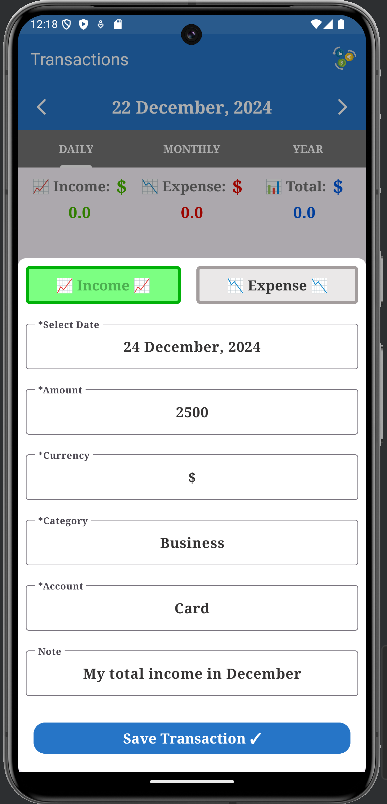 12:18
Transactions
22 December, 2024
DAILY MONTHLY YEAR
Income: $ Expense: $ Total: $
0.0 0.0 0.0
Income Expense
*Select Date
24 December, 2024
*Amount
2500
*Currency
$
*Category
Business
*Account
Card
Note
My total income in December
Save Transaction ✓